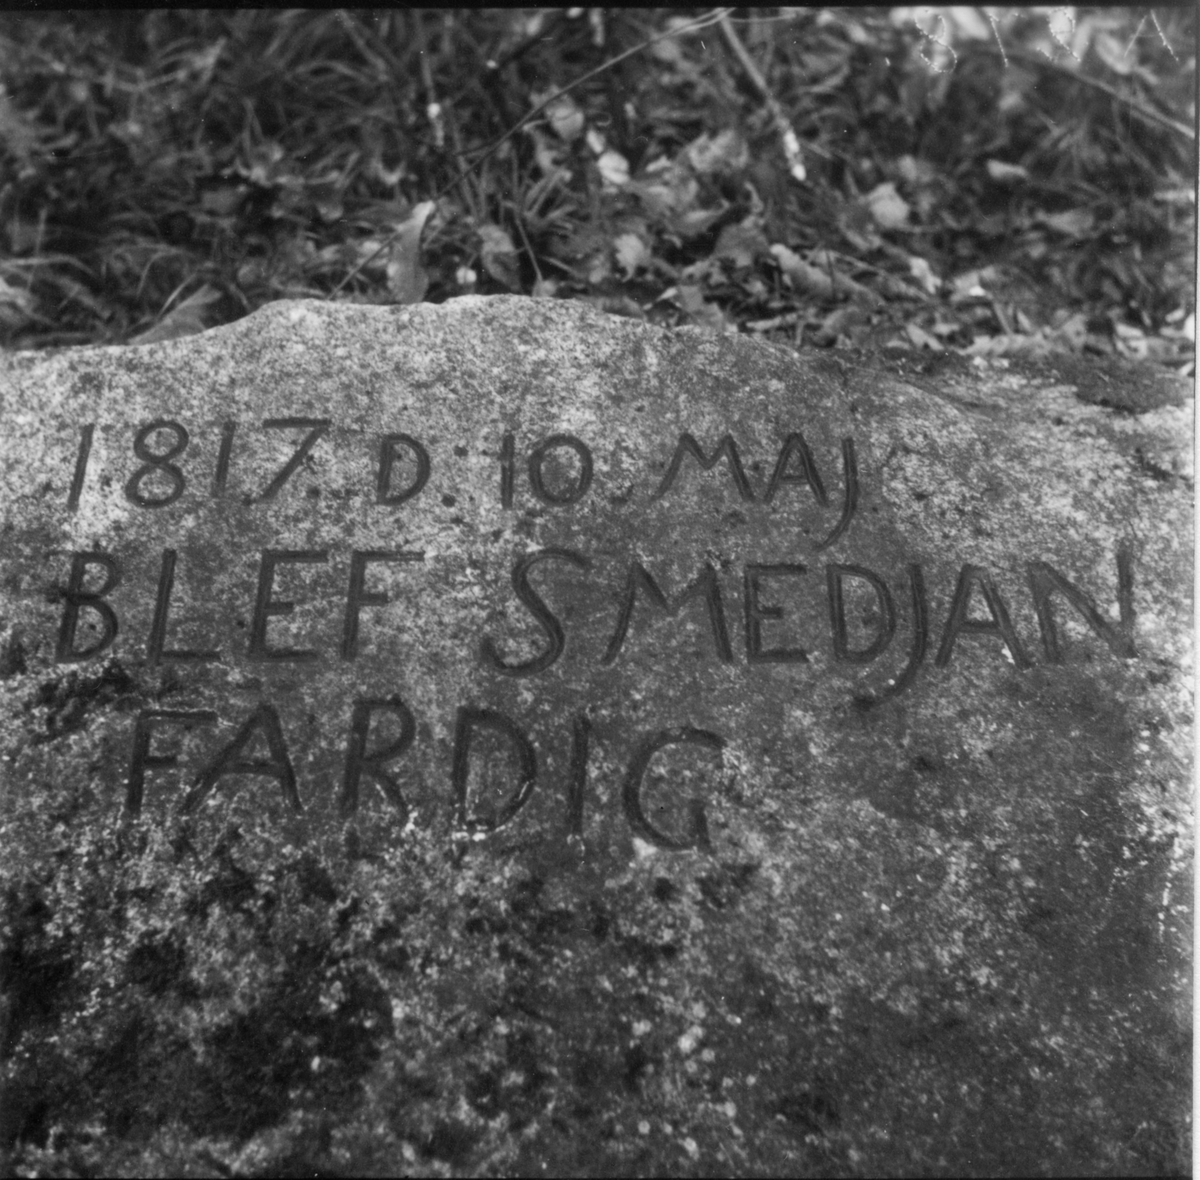 1817 D. 10. MAJ
BLEF SMEDJAN
FARDIG